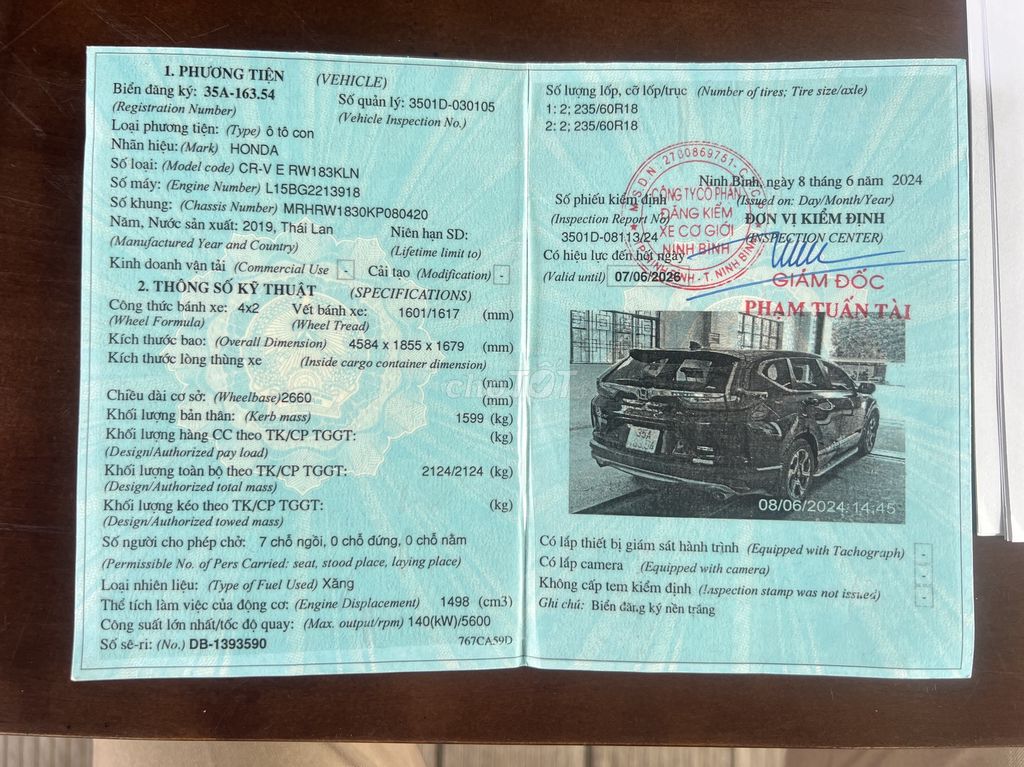 1. PHƯƠNG TIỆN (VEHICLE)
Biển đăng ký: 35A-163.54
Số quản lý: 3501D-030105
(Registration Number)
(Vehicle Inspection No.)
Loại phương tiện: (Type) ô tô con
Nhãn hiệu: (Mark) HONDA
Số loại: (Model code) CR-V E RW183KLN
Số máy: (Engine Number) L15BG2213918
Số khung: (Chassis Number) MRHRW1830KP080420
Năm, Nước sản xuất: 2019, Thái Lan
Niên hạn SD:
(Manufactured Year and Country)
(Lifetime limit to)
Kinh doanh vận tải (Commercial Use - Cải tạo (Modification) -
2. THÔNG SỐ KỸ THUẬT (SPECIFICATIONS)
Công thức bánh xe: 4x2 Vết bánh xe: 1601/1617 (mm)
(Wheel Formula) (Wheel Tread)
Kích thước bao: (Overall Dimension) 4584 x 1855 x 1679 (mm)
Kích thước lòng thùng xe (Inside cargo container dimension)
(mm)
Chiều dài cơ sở: (Wheelbase)2660 (mm)
Khối lượng bản thân: (Kerb mass) 1599 (kg)
Khối lượng hàng CC theo TK/CP TGGT: (kg)
(Design/Authorized pay load)
Khối lượng toàn bộ theo TK/CP TGGT: 2124/2124 (kg)
(Design/Authorized total mass)
Khối lượng kéo theo TK/CP TGGT: (kg)
(Design/Authorized towed mass)
Số người cho phép chở: 7 chỗ ngồi, 0 chỗ đứng, 0 chỗ nằm
(Permissible No. of Pers Carried: seat, stood place, laying place)
Loại nhiên liệu: (Type of Fuel Used) Xăng
Thể tích làm việc của động cơ: (Engine Displacement) 1498 (cm3)
Công suất lớn nhất/tốc độ quay: (Max. output/rpm) 140(kW)/5600
Số sê-ri: (No.) DB-1393590 767CA59D
Số lượng lốp, cỡ lốp/trục (Number of tires; Tire size/axle)
1: 2; 235/60R18
2: 2; 235/60R18
M.S.D.N: 2700869751-C.T.C.P
CÔNG TY CỔ PHẦN
ĐĂNG KIỂM
XE CƠ GIỚI
NINH BÌNH
T. NINH BÌNH
Ninh Bình, ngày 8 tháng 6 năm 2024
Số phiếu kiểm định (Issued on: Day/Month/Year)
(Inspection Report No) ĐƠN VỊ KIỂM ĐỊNH
3501D-08113/24 (INSPECTION CENTER)
Có hiệu lực đến hết ngày
(Valid until) 07/06/2026
GIÁM ĐỐC
PHẠM TUẤN TÀI
35A
163.54
08/06/2024 14:45
chợTỐT
Có lắp thiết bị giám sát hành trình (Equipped with Tachograph) -
Có lắp camera (Equipped with camera) -
Không cấp tem kiểm định (Inspection stamp was not issued) -
Ghi chú: Biển đăng ký nền trắng